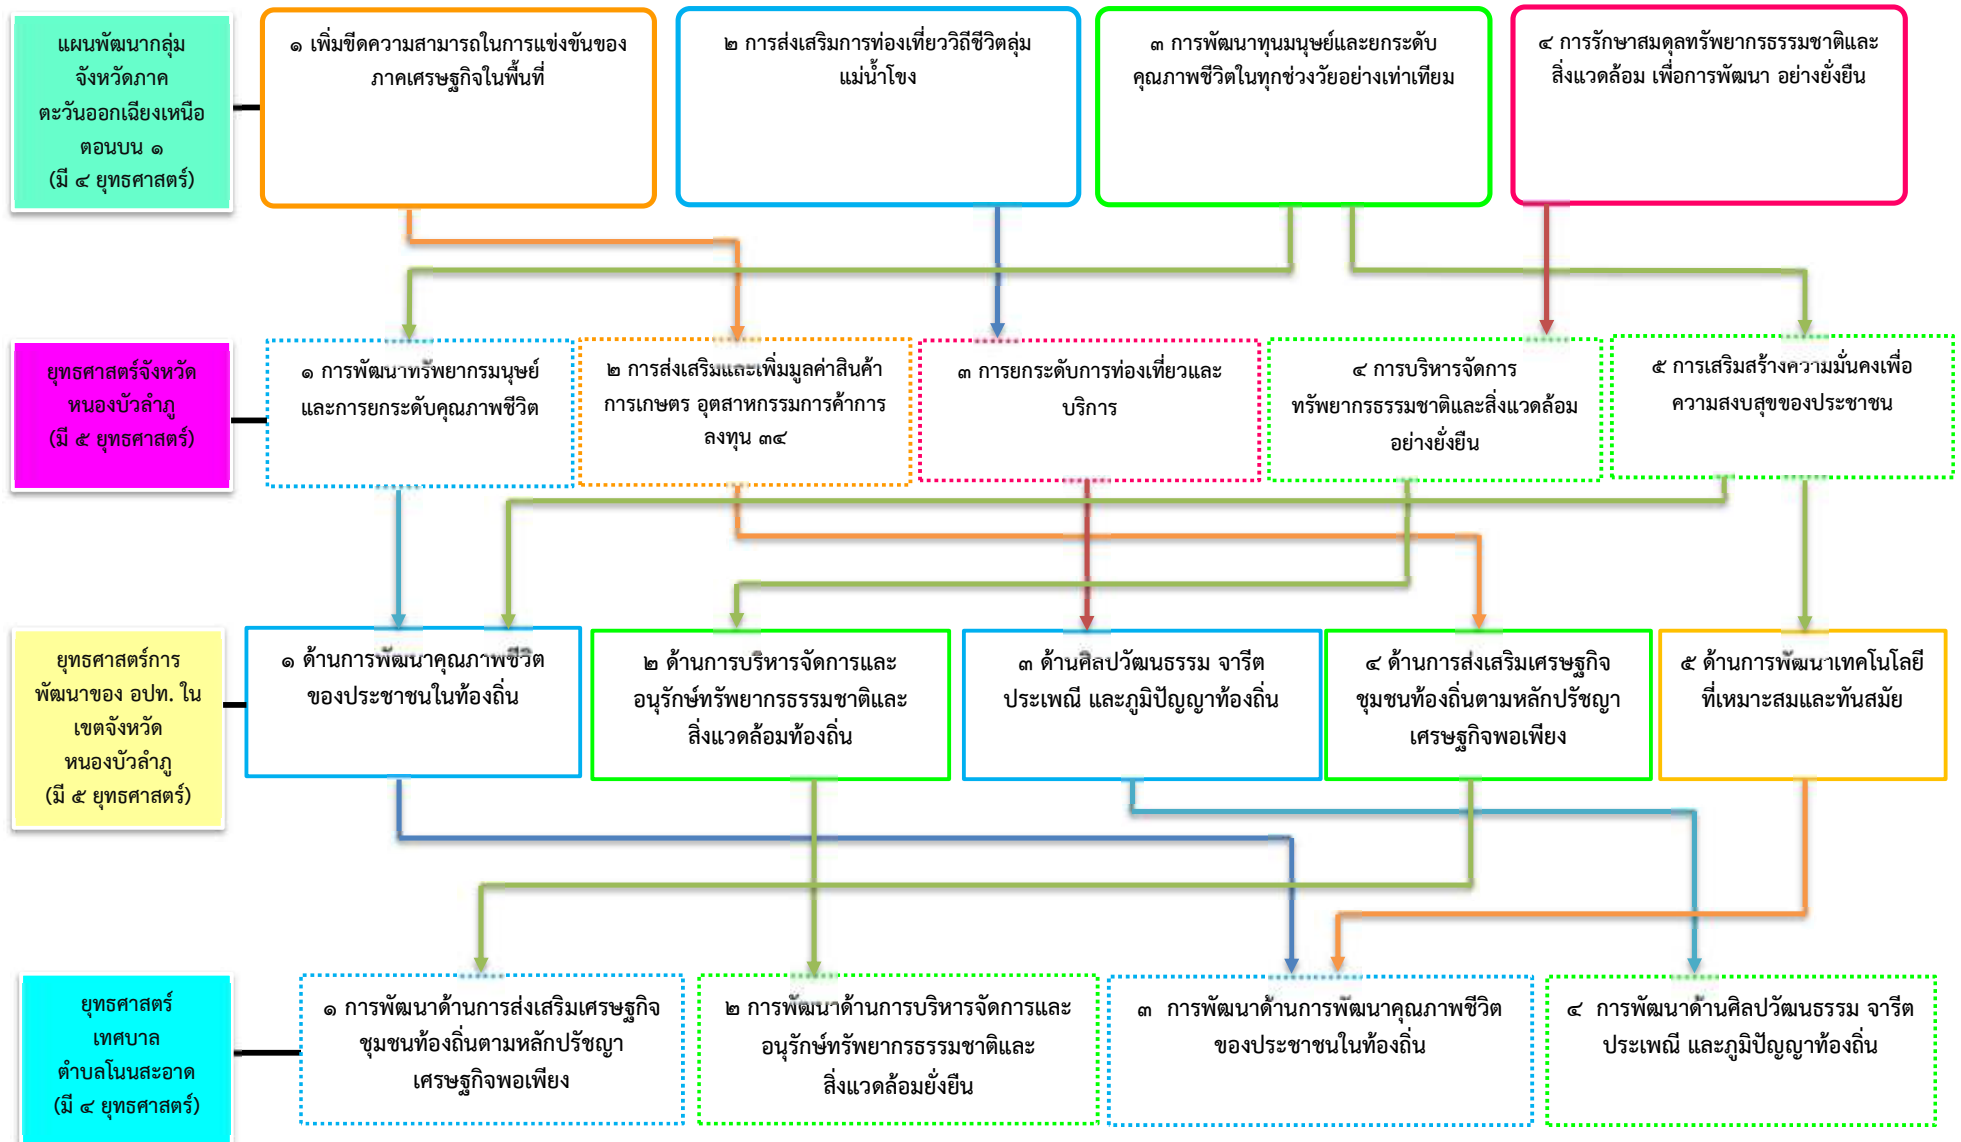 แผนพัฒนากลุ่ม
จังหวัดภาค
ตะวันออกเฉียงเหนือ
ตอนบน ๑
(มี ๔ ยุทธศาสตร์)
๑ เพิ่มขีดความสามารถในการแข่งขันของ
ภาคเศรษฐกิจในพื้นที่
๒ การส่งเสริมการท่องเที่ยววิถีชีวิตลุ่ม
แม่น้ำโขง
๓ การพัฒนาทุนมนุษย์และยกระดับ
คุณภาพชีวิตในทุกช่วงวัยอย่างเท่าเทียม
๔ การรักษาสมดุลทรัพยากรธรรมชาติและ
สิ่งแวดล้อม เพื่อการพัฒนา อย่างยั่งยืน
ยุทธศาสตร์จังหวัด
หนองบัวลำภู
(มี ๕ ยุทธศาสตร์)
๑ การพัฒนาทรัพยากรมนุษย์
และการยกระดับคุณภาพชีวิต
๒ การส่งเสริมและเพิ่มมูลค่าสินค้า
การเกษตร อุตสาหกรรมการค้าการ
ลงทุน ๓๔
๓ การยกระดับการท่องเที่ยวและ
บริการ
๔ การบริหารจัดการ
ทรัพยากรธรรมชาติและสิ่งแวดล้อม
อย่างยั่งยืน
๕ การเสริมสร้างความมั่นคงเพื่อ
ความสงบสุขของประชาชน
ยุทธศาสตร์การ
พัฒนาของ อปท. ใน
เขตจังหวัด
หนองบัวลำภู
(มี ๕ ยุทธศาสตร์)
๑ ด้านการพัฒนาคุณภาพชีวิต
ของประชาชนในท้องถิ่น
๒ ด้านการบริหารจัดการและ
อนุรักษ์ทรัพยากรธรรมชาติและ
สิ่งแวดล้อมท้องถิ่น
๓ ด้านศิลปวัฒนธรรม จารีต
ประเพณี และภูมิปัญญาท้องถิ่น
๔ ด้านการส่งเสริมเศรษฐกิจ
ชุมชนท้องถิ่นตามหลักปรัชญา
เศรษฐกิจพอเพียง
๕ ด้านการพัฒนาเทคโนโลยี
ที่เหมาะสมและทันสมัย
ยุทธศาสตร์
เทศบาล
ตำบลโนนสะอาด
(มี ๔ ยุทธศาสตร์)
๑ การพัฒนาด้านการส่งเสริมเศรษฐกิจ
ชุมชนท้องถิ่นตามหลักปรัชญา
เศรษฐกิจพอเพียง
๒ การพัฒนาด้านการบริหารจัดการและ
อนุรักษ์ทรัพยากรธรรมชาติและ
สิ่งแวดล้อมยั่งยืน
๓ การพัฒนาด้านการพัฒนาคุณภาพชีวิต
ของประชาชนในท้องถิ่น
๔ การพัฒนาด้านศิลปวัฒนธรรม จารีต
ประเพณี และภูมิปัญญาท้องถิ่น